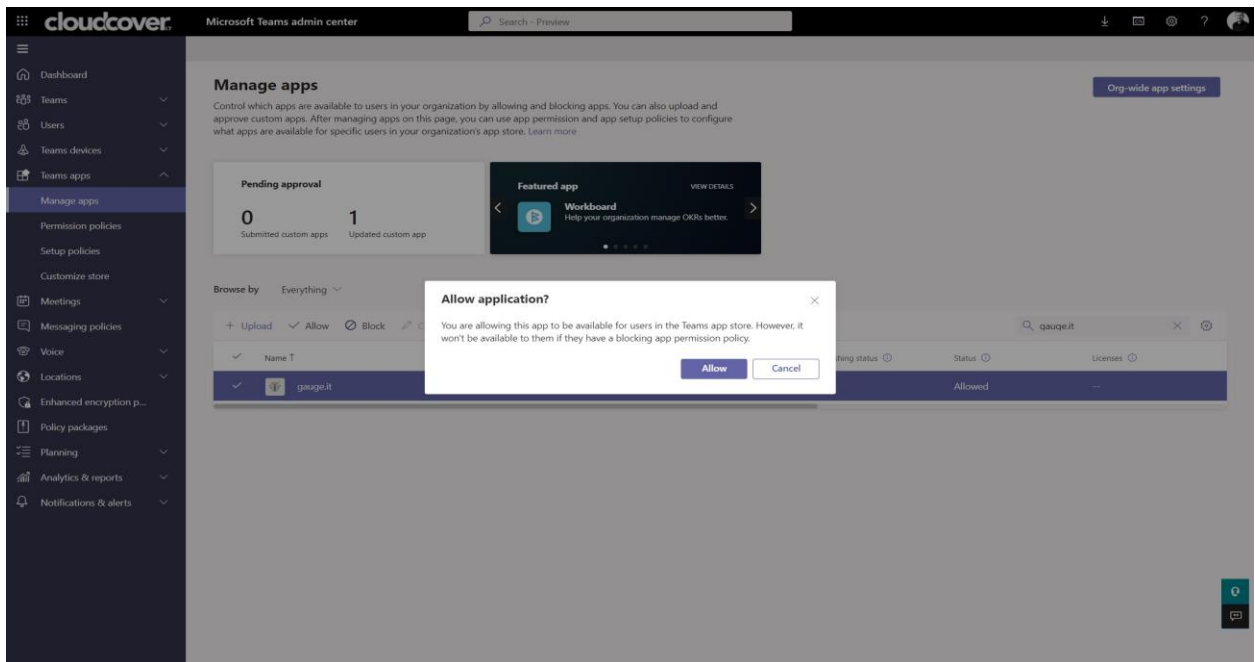 cloudcover.IT
Microsoft Teams admin center
Search - Preview
Dashboard
Teams
Users
Teams devices
Teams apps
Manage apps
Permission policies
Setup policies
Customize store
Meetings
Messaging policies
Voice
Locations
Enhanced encryption p...
Policy packages
Planning
Analytics & reports
Notifications & alerts
Manage apps
Org-wide app settings
Control which apps are available to users in your organization by allowing and blocking apps. You can also upload and
approve custom apps. After managing apps on this page, you can use app permission and app setup policies to configure
what apps are available for specific users in your organization's app store. Learn more
Pending approval
0
Submitted custom apps
1
Updated custom app
Featured app
VIEW DETAILS
Workboard
Help your organization manage OKRs better.
Browse by Everything
+ Upload Allow Block
gauge.it
Name ↑
Status
Licenses
gauge.it
Allowed
--
Allow application?
You are allowing this app to be available for users in the Teams app store. However, it
won't be available to them if they have a blocking app permission policy.
Allow
Cancel